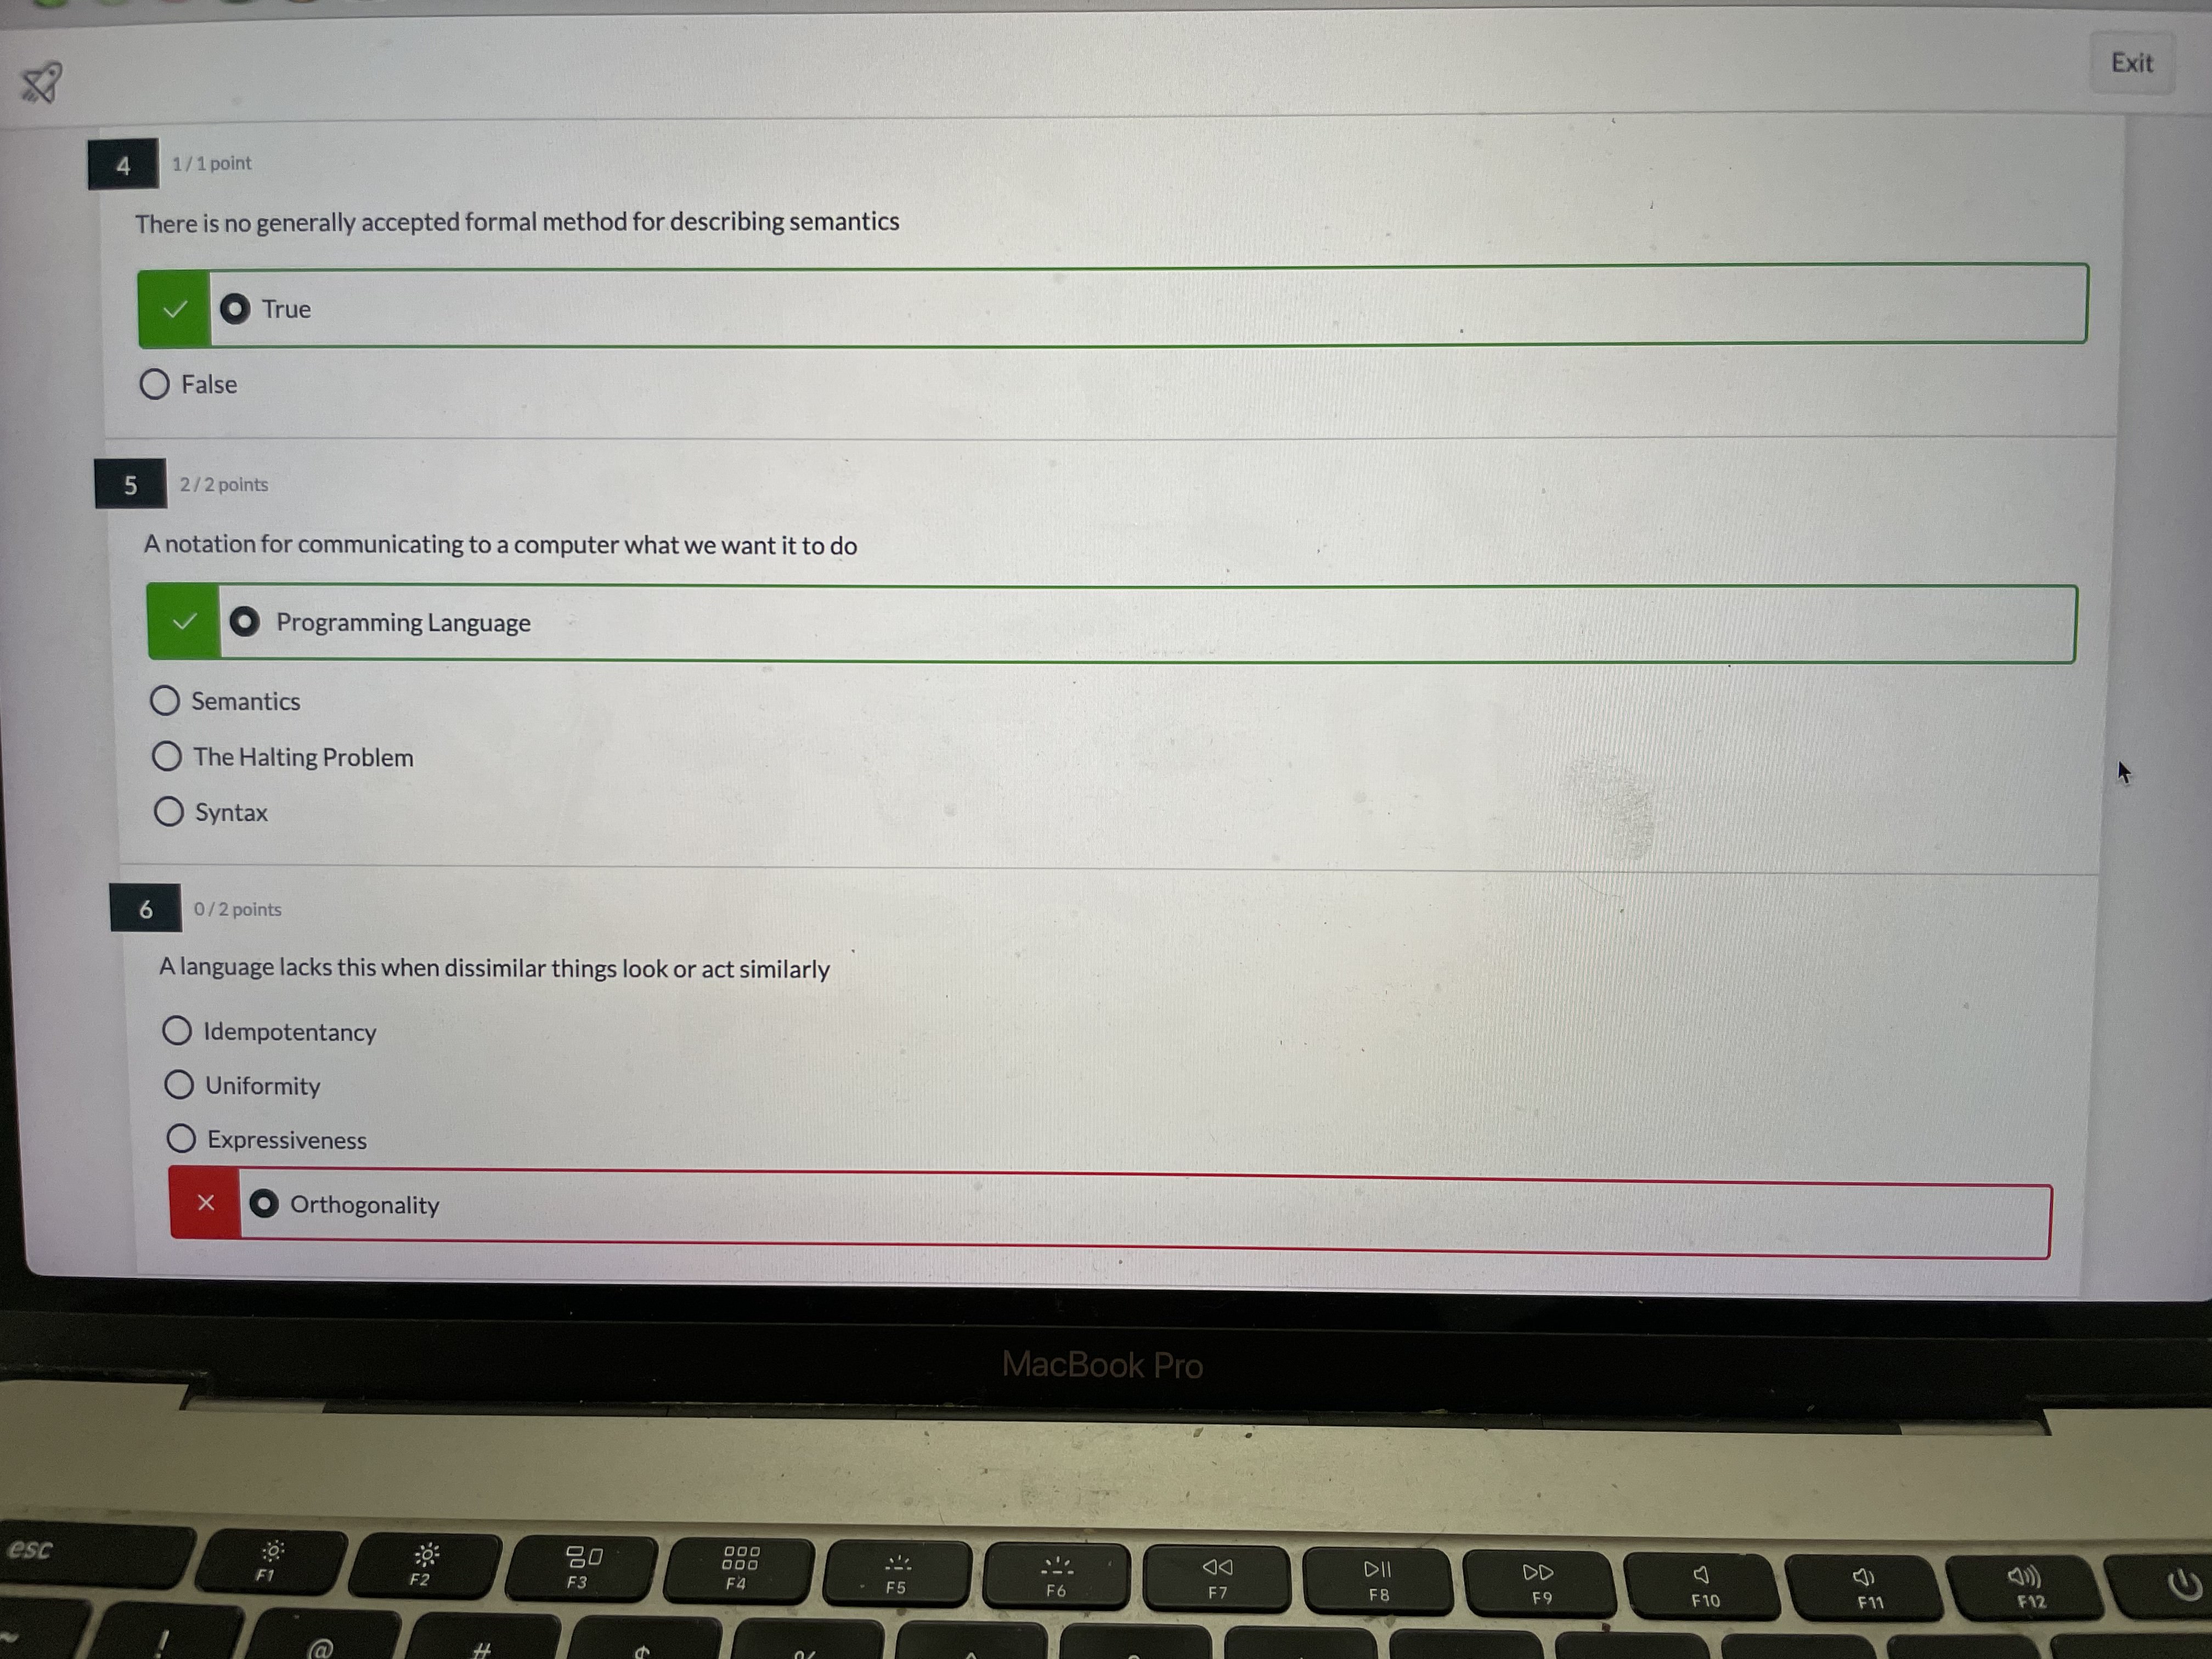 Exit
4
1 / 1 point
There is no generally accepted formal method for describing semantics
True
False
5
2 / 2 points
A notation for communicating to a computer what we want it to do
Programming Language
Semantics
The Halting Problem
Syntax
6
0 / 2 points
A language lacks this when dissimilar things look or act similarly
Idempotentancy
Uniformity
Expressiveness
Orthogonality
MacBook Pro
esc
F1 F2 F3 F4 F5 F6 F7 F8 F9 F10 F11 F12
~ ! @ #